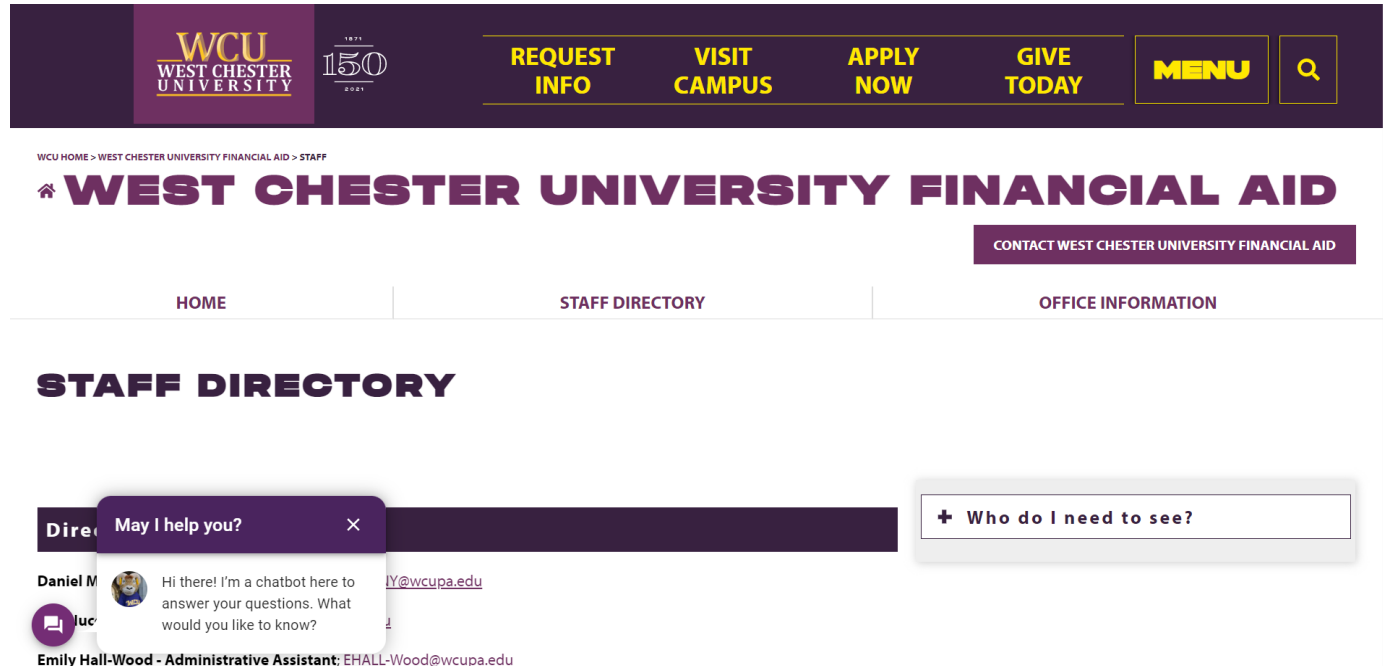 WCU
WEST CHESTER
UNIVERSITY
1871
150
2021
REQUEST
INFO
VISIT
CAMPUS
APPLY
NOW
GIVE
TODAY
MENU
WCU HOME > WEST CHESTER UNIVERSITY FINANCIAL AID > STAFF
WEST CHESTER UNIVERSITY FINANCIAL AID
CONTACT WEST CHESTER UNIVERSITY FINANCIAL AID
HOME
STAFF DIRECTORY
OFFICE INFORMATION
STAFF DIRECTORY
May I help you?
Hi there! I'm a chatbot here to
answer your questions. What
would you like to know?
Who do I need to see?
Daniel
@wcupa.edu
Emily Hall-Wood - Administrative Assistant; EHALL-Wood@wcupa.edu